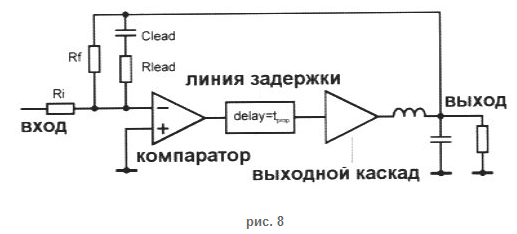 Clead
Rf
Rlead
Ri
линия задержки
ВЫХОД
ВХОД
delay=tprop
компаратор
выходной каскад
рис. 8